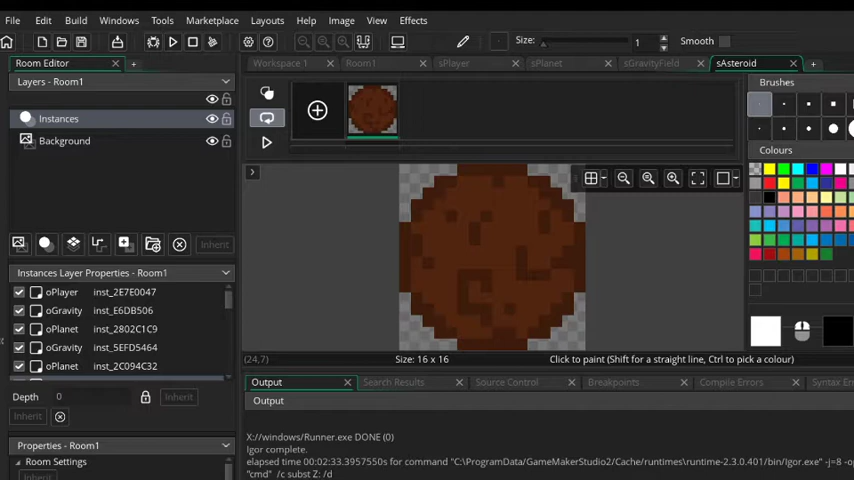 File Build Windows Tools Marketplace Layouts Help Image View Effects
Size: 1 Smooth
Room Editor × +
Workspace 1 Room1 × sPlayer × sPlanet × sGravityField × sAsteroid × +
Layers - Room1
Brushes
Instances
Background
Colours
Inherit
Instances Layer Properties - Room1
oPlayer inst_2E7E0047
oGravity inst_E6DB506
oPlanet inst_2802C1C9
oGravity inst_5EFD5464
oPlanet inst_2C094C32
(24,7) Size: 16 x 16 Click to paint (Shift for a straight line, Ctrl to pick a colour)
Output × Search Results × Source Control × Breakpoints × Compile Errors × Syntax Er
Depth 0 Inherit
Output
Inherit
X://windows/Runner.exe DONE (0)
Properties - Room1
Igor complete.
Room Settings
elapsed time 00:02:33.3957550s for command "C:\ProgramData/GameMakerStudio2/Cache/runtimes\runtime-2.3.0.401/bin/Igor.exe" -j=8 -o
Inherit
"cmd" /c subst Z: /d